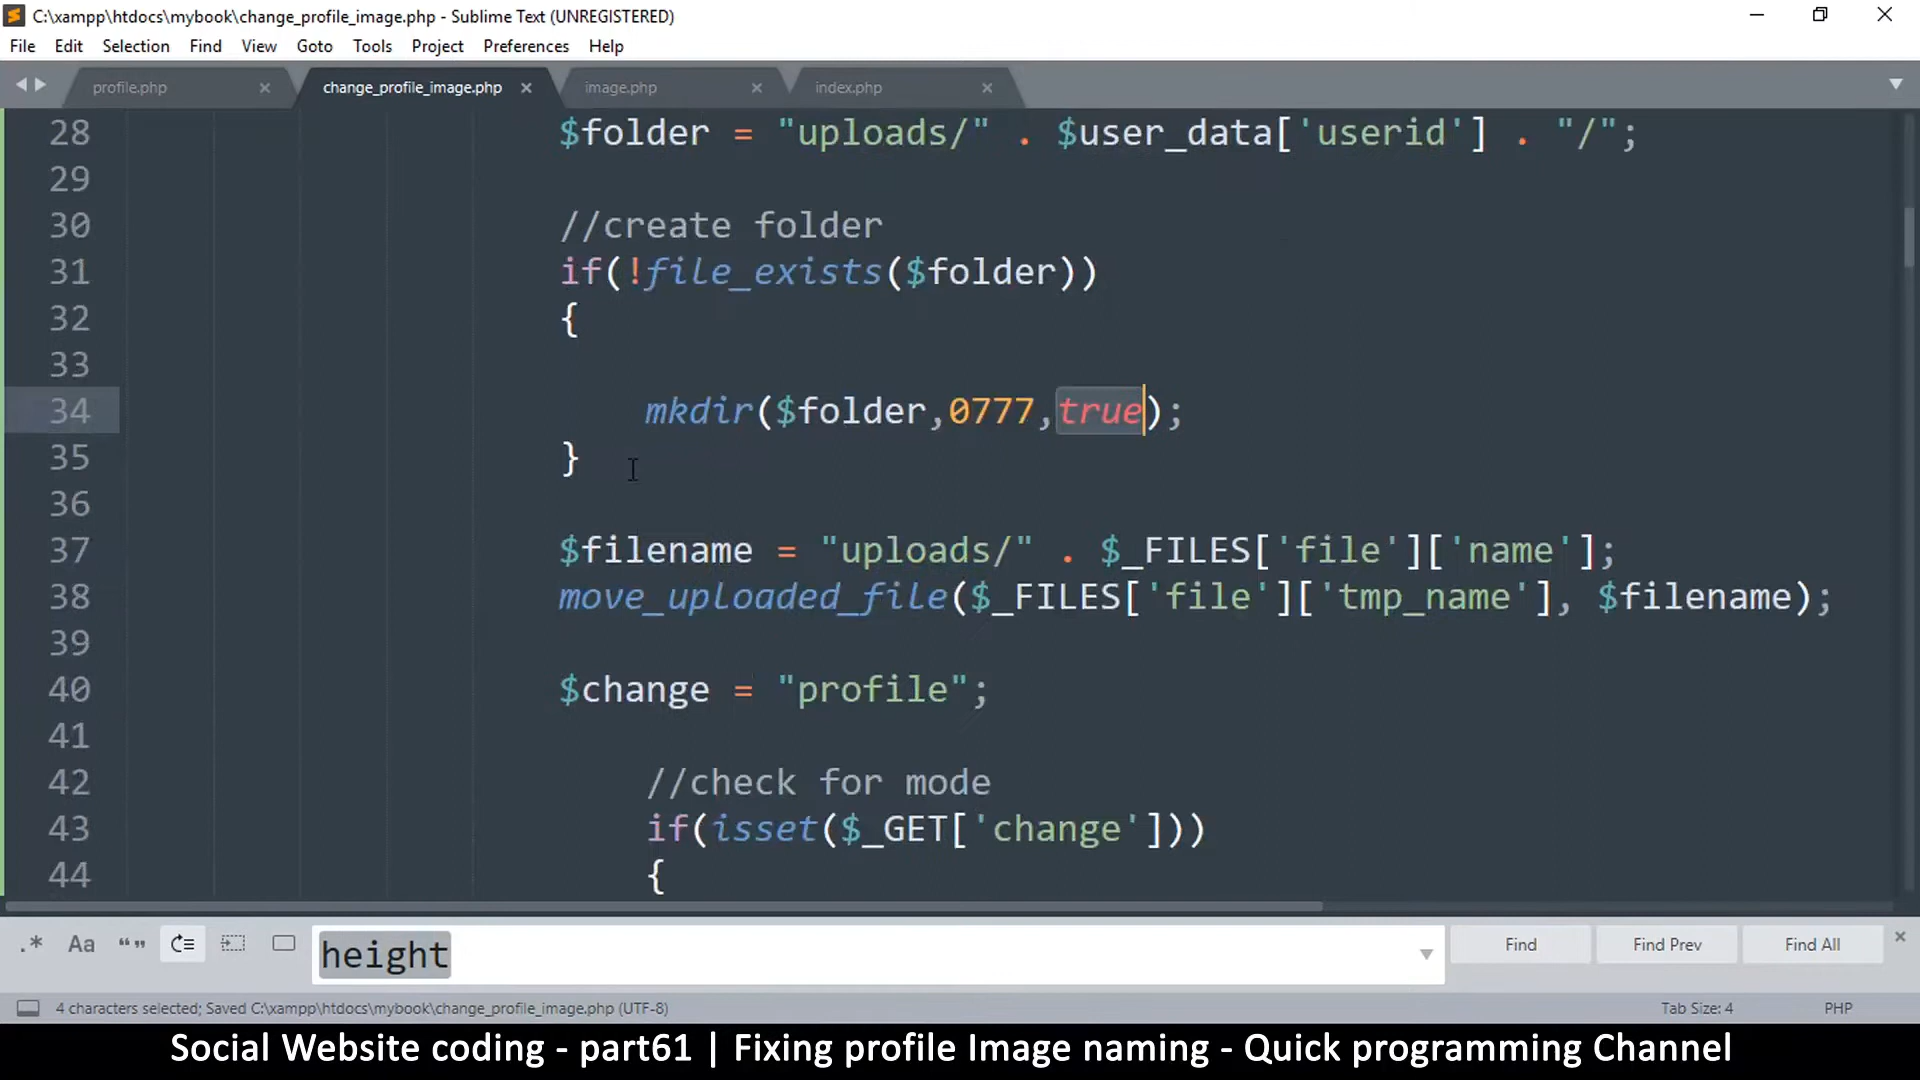 C:\xampp\htdocs\mybook\change_profile_image.php - Sublime Text (UNREGISTERED)
File Edit Selection Find View Goto Tools Project Preferences Help
profile.php change_profile_image.php image.php index.php
28 $folder = "uploads/" . $user_data['userid'] . "/";
29
30 //create folder
31 if(!file_exists($folder))
32 {
33
34 mkdir($folder,0777,true);
35 }
36
37 $filename = "uploads/" . $_FILES['file']['name'];
38 move_uploaded_file($_FILES['file']['tmp_name'], $filename);
39
40 $change = "profile";
41
42 //check for mode
43 if(isset($_GET['change']))
44 {
.* Aa “” height Find Find Prev Find All
4 characters selected; Saved C:\xampp\htdocs\mybook\change_profile_image.php (UTF-8) Tab Size: 4 PHP
Social Website coding - part61 | Fixing profile Image naming - Quick programming Channel